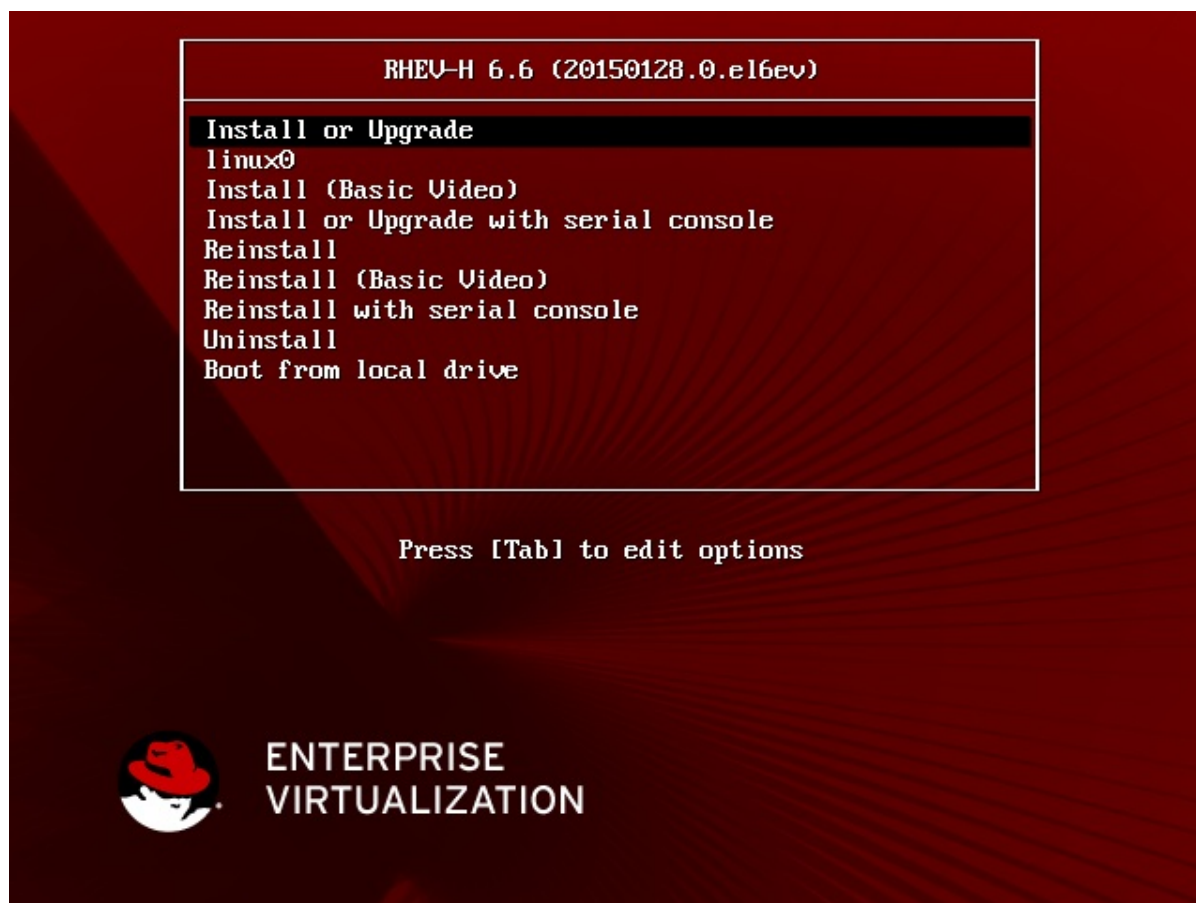 RHEV-H 6.6 (20150128.0.el6ev)
Install or Upgrade
linux0
Install (Basic Video)
Install or Upgrade with serial console
Reinstall
Reinstall (Basic Video)
Reinstall with serial console
Uninstall
Boot from local drive
Press [Tab] to edit options
ENTERPRISE
VIRTUALIZATION